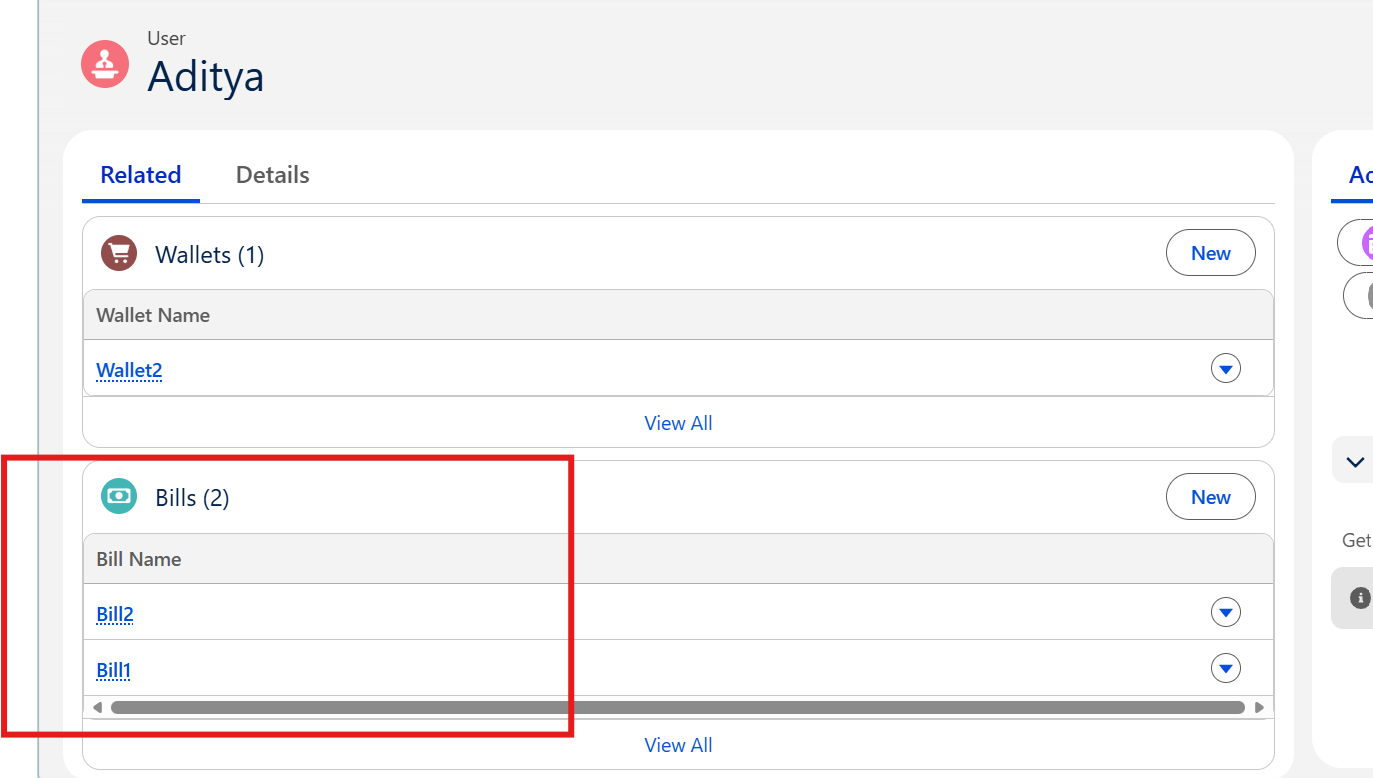 User
Aditya
Related Details
Wallets (1) New
Wallet Name
Wallet2
View All
Bills (2) New
Bill Name
Bill2
Bill1
View All
Get